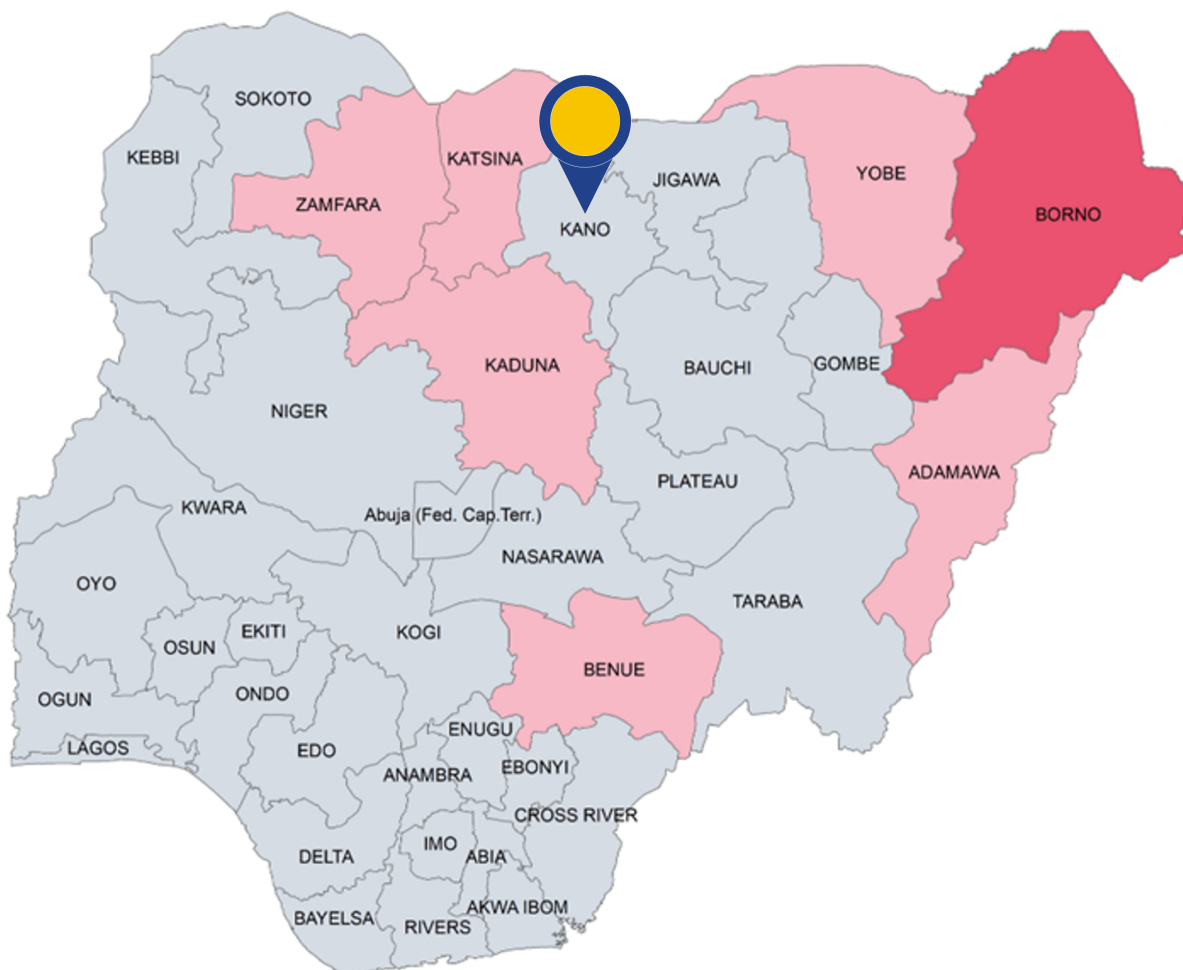 SOKOTO
KEBBI
KATSINA
ZAMFARA
JIGAWA
YOBE
BORNO
KANO
KADUNA
BAUCHI
GOMBE
NIGER
ADAMAWA
PLATEAU
KWARA
Abuja (Fed. Cap.Terr.)
NASARAWA
OYO
TARABA
EKITI
KOGI
OSUN
BENUE
OGUN
ONDO
ENUGU
LAGOS
EDO
EBONYI
ANAMBRA
CROSS RIVER
IMO
DELTA
ABIA
AKWA IBOM
BAYELSA
RIVERS